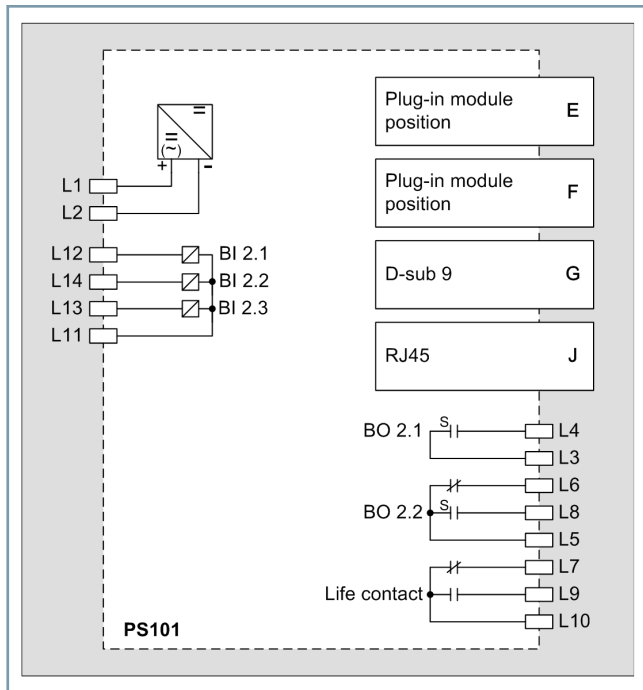 =
=
(~)
+ -
L1
L2
L12 BI 2.1
L14 BI 2.2
L13 BI 2.3
L11
Plug-in module
position
E
Plug-in module
position
F
D-sub 9 G
RJ45 J
BO 2.1 S L4
L3
L6
BO 2.2 S L8
L5
L7
Life contact L9
L10
PS101